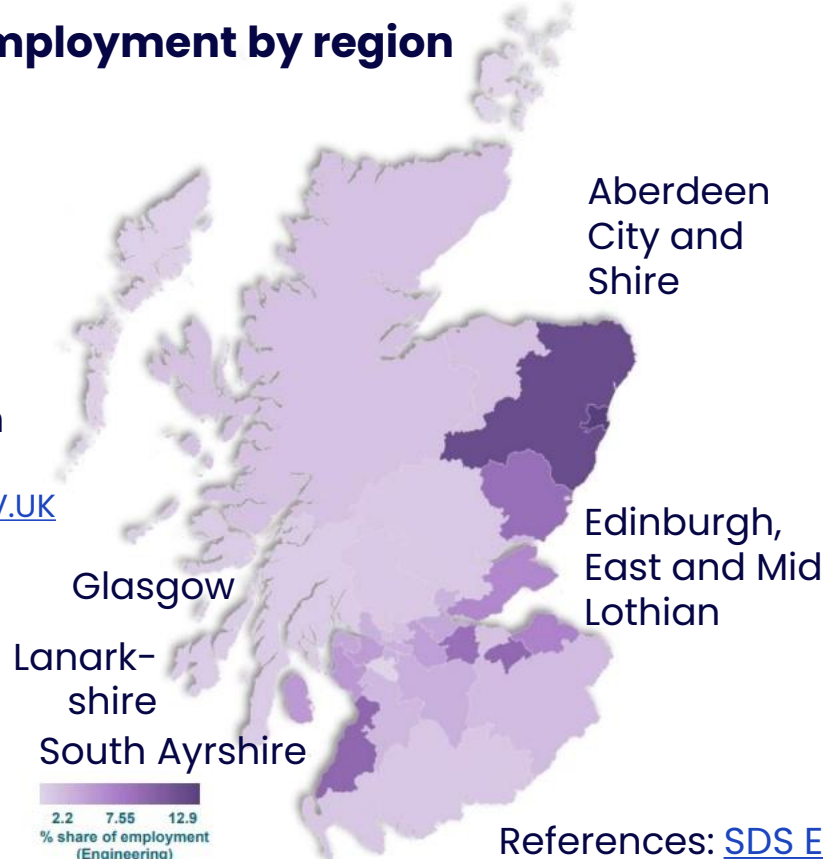 mployment by region
Aberdeen
City and
Shire
n
V.UK
Edinburgh,
East and Mid
Lothian
Glasgow
Lanark-
shire
South Ayrshire
2.2 7.55 12.9
% share of employment
(Engineering)
References: SDS E